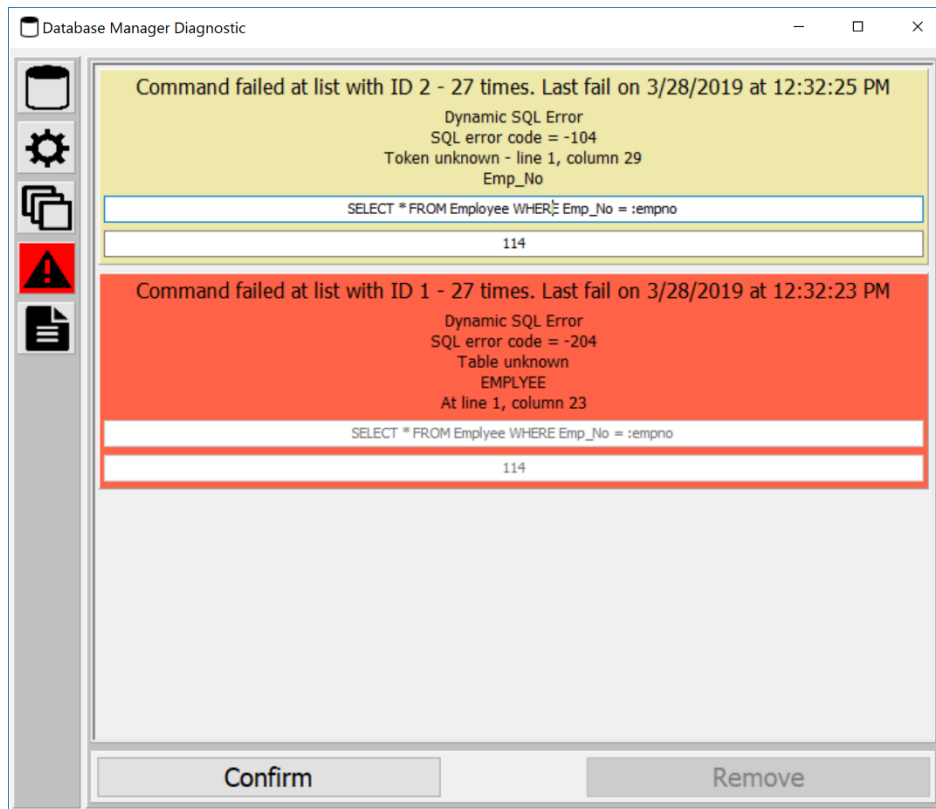 Database Manager Diagnostic
Command failed at list with ID 2 - 27 times. Last fail on 3/28/2019 at 12:32:25 PM
Dynamic SQL Error
SQL error code = -104
Token unknown - line 1, column 29
Emp_No
SELECT * FROM Employee WHERE Emp_No = :empno
114
Command failed at list with ID 1 - 27 times. Last fail on 3/28/2019 at 12:32:23 PM
Dynamic SQL Error
SQL error code = -204
Table unknown
EMPLYEE
At line 1, column 23
SELECT * FROM Emplyee WHERE Emp_No = :empno
114
Confirm
Remove